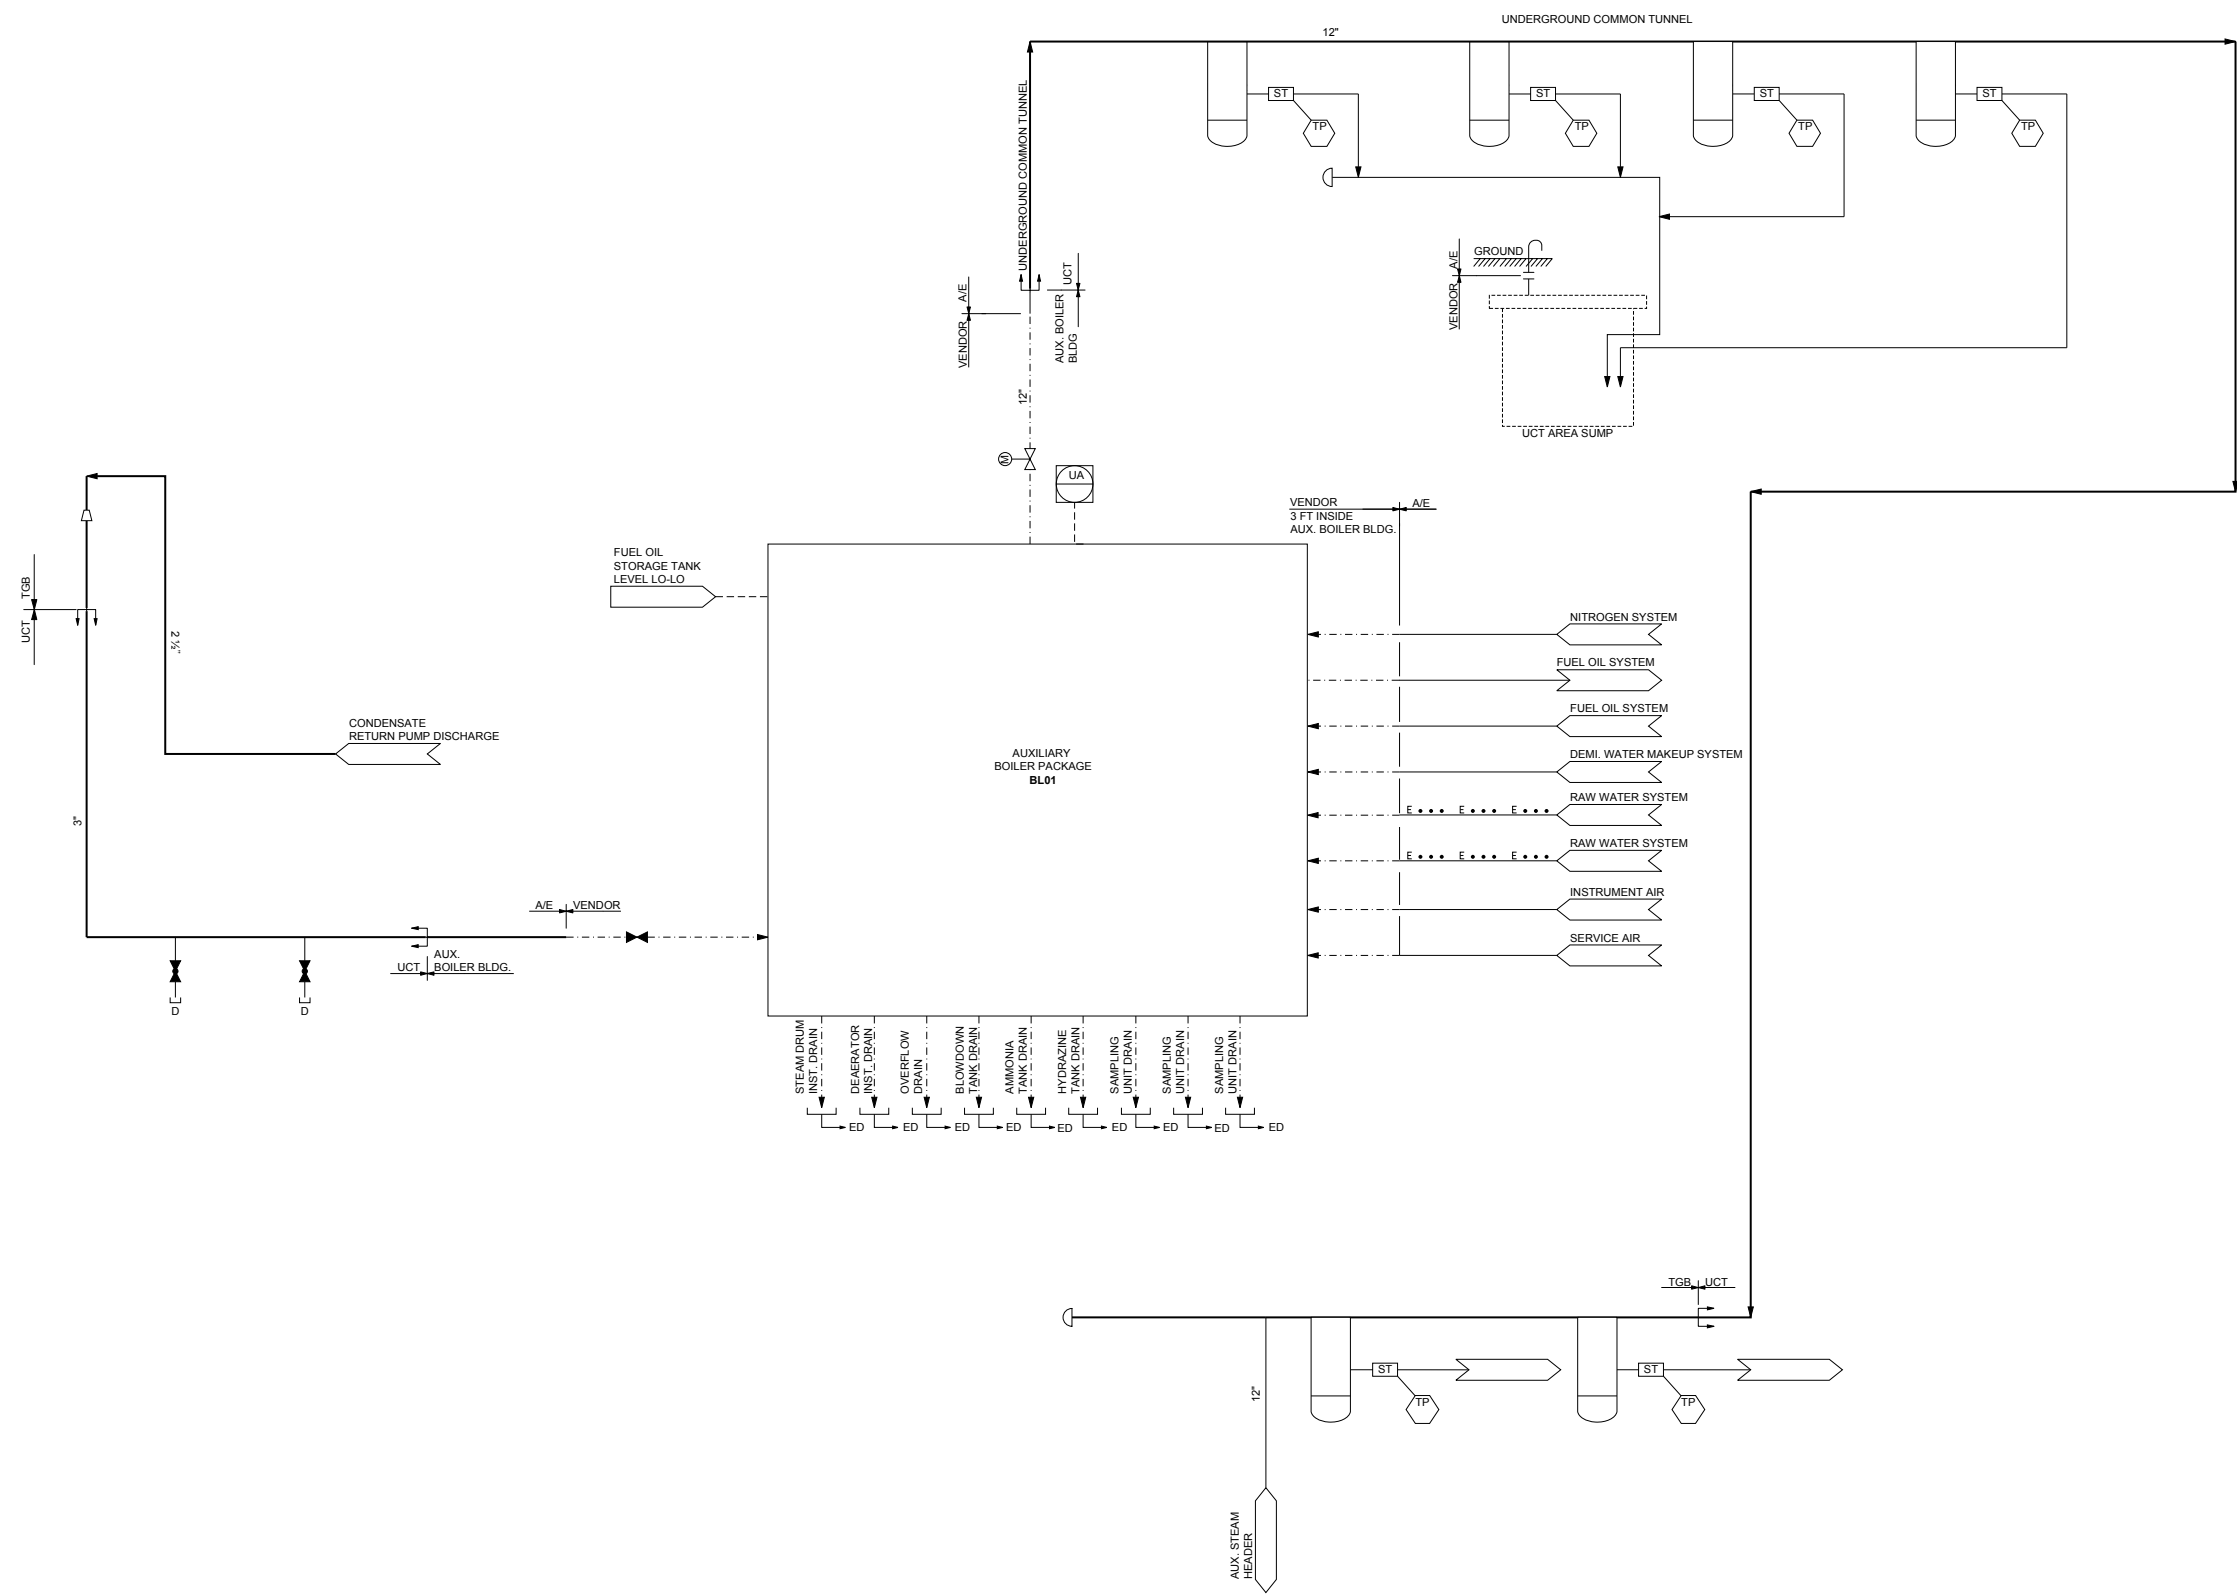 UNDERGROUND COMMON TUNNEL
12"
ST
ST
ST
ST
TP
TP
TP
TP
UNDERGROUND COMMON TUNNEL
A/E
VENDOR
UCT
AUX. BOILER
BLDG
A/E
VENDOR
GROUND
UCT AREA SUMP
12"
M
UA
VENDOR
A/E
3 FT INSIDE
AUX. BOILER BLDG.
FUEL OIL
STORAGE TANK
LEVEL LO-LO
TGB
UCT
2 ½"
3"
CONDENSATE
RETURN PUMP DISCHARGE
NITROGEN SYSTEM
FUEL OIL SYSTEM
FUEL OIL SYSTEM
DEMI. WATER MAKEUP SYSTEM
RAW WATER SYSTEM
E E E
RAW WATER SYSTEM
E E E
INSTRUMENT AIR
SERVICE AIR
AUXILIARY
BOILER PACKAGE
BL01
A/E
VENDOR
UCT
AUX.
BOILER BLDG.
D
D
STEAM DRUM
INST. DRAIN
DEAERATOR
INST. DRAIN
OVERFLOW
DRAIN
BLOWDOWN
TANK DRAIN
AMMONIA
TANK DRAIN
HYDRAZINE
TANK DRAIN
SAMPLING
UNIT DRAIN
SAMPLING
UNIT DRAIN
SAMPLING
UNIT DRAIN
ED
ED
ED
ED
ED
ED
ED
ED
ED
TGB
UCT
ST
ST
TP
TP
12"
AUX. STEAM
HEADER